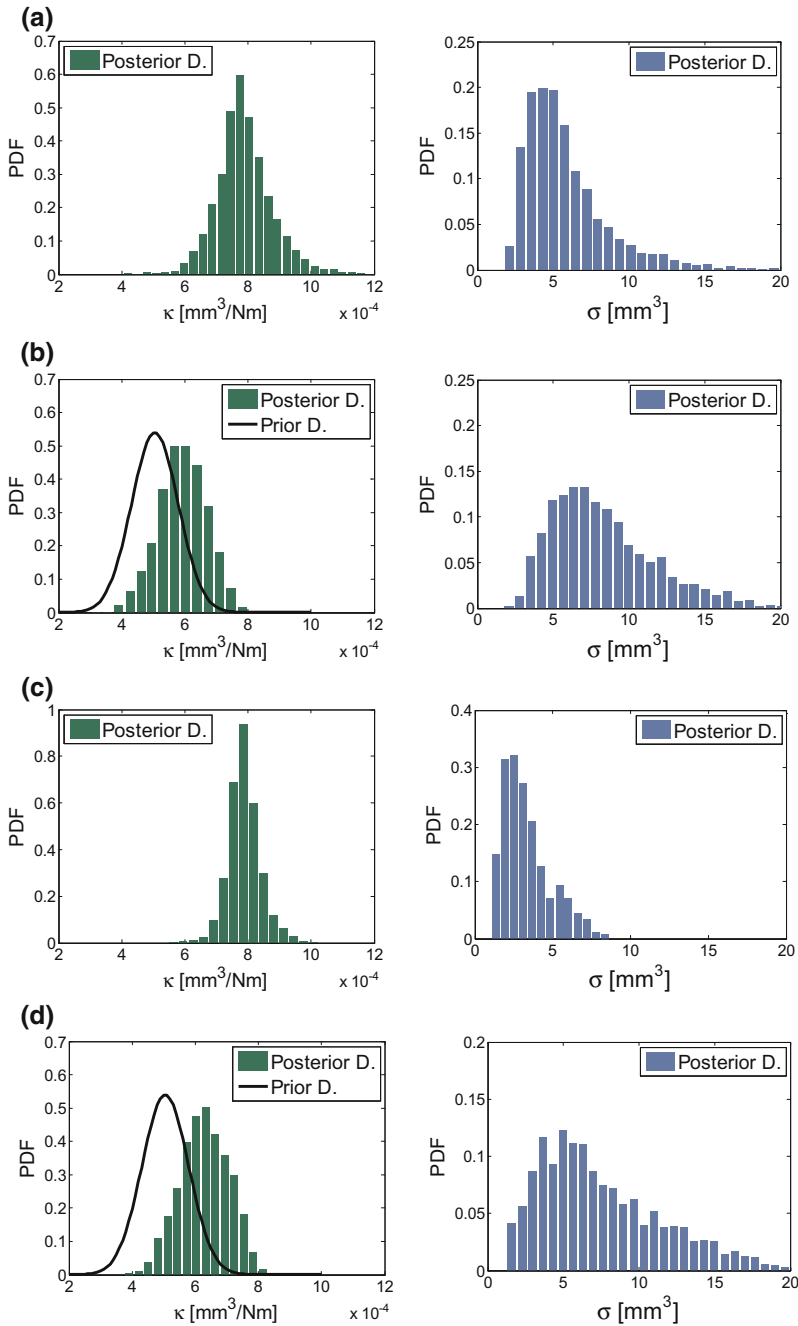 (a)
0.7
0.6
0.5
0.4
0.3
0.2
0.1
0
PDF
Posterior D.
2
4
6
8
10
12
κ [mm³/Nm]
x 10⁻⁴
0.25
0.2
0.15
0.1
0.05
0
PDF
Posterior D.
0
5
10
15
20
σ [mm³]
(b)
0.7
0.6
0.5
0.4
0.3
0.2
0.1
0
PDF
Posterior D.
Prior D.
2
4
6
8
10
12
κ [mm³/Nm]
x 10⁻⁴
0.25
0.2
0.15
0.1
0.05
0
PDF
Posterior D.
0
5
10
15
20
σ [mm³]
(c)
1
0.8
0.6
0.4
0.2
0
PDF
Posterior D.
2
4
6
8
10
12
κ [mm³/Nm]
x 10⁻⁴
0.4
0.3
0.2
0.1
0
PDF
Posterior D.
0
5
10
15
20
σ [mm³]
(d)
0.7
0.6
0.5
0.4
0.3
0.2
0.1
0
PDF
Posterior D.
Prior D.
2
4
6
8
10
12
κ [mm³/Nm]
x 10⁻⁴
0.2
0.15
0.1
0.05
0
PDF
Posterior D.
0
5
10
15
20
σ [mm³]